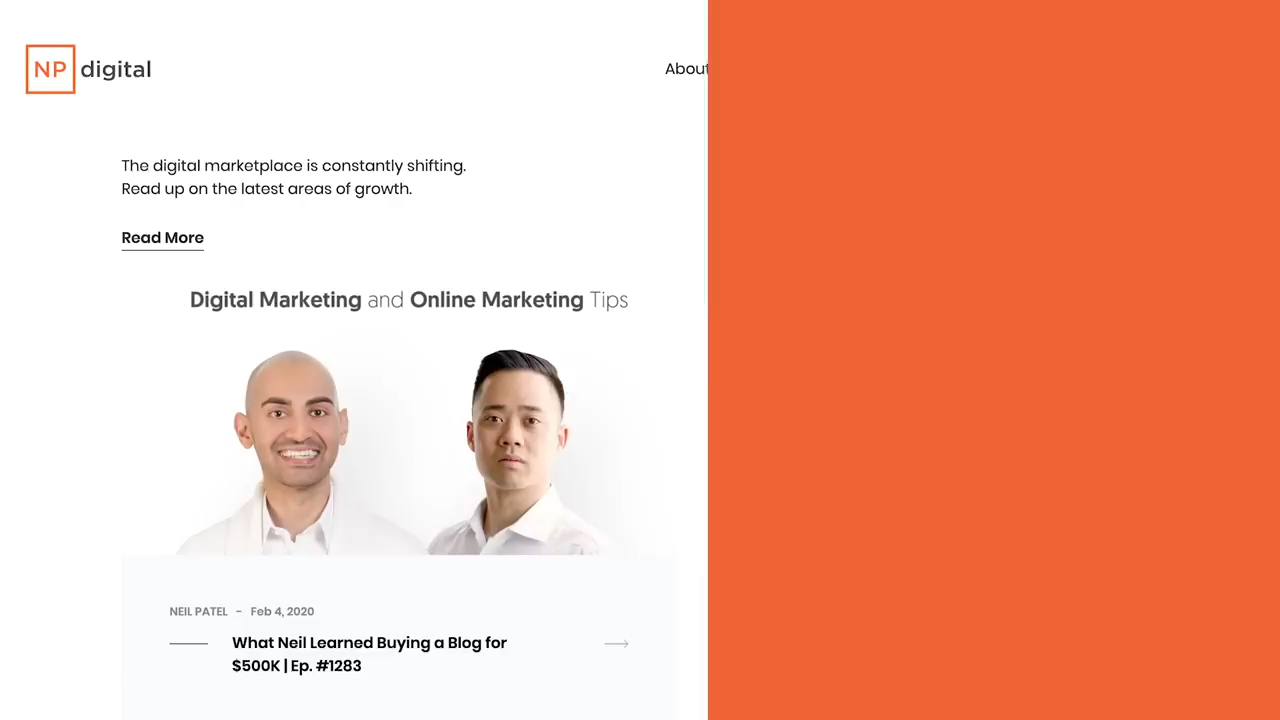 NP digital
About
The digital marketplace is constantly shifting.
Read up on the latest areas of growth.
Read More
Digital Marketing and Online Marketing Tips
NEIL PATEL - Feb 4, 2020
What Neil Learned Buying a Blog for
$500K | Ep. #1283